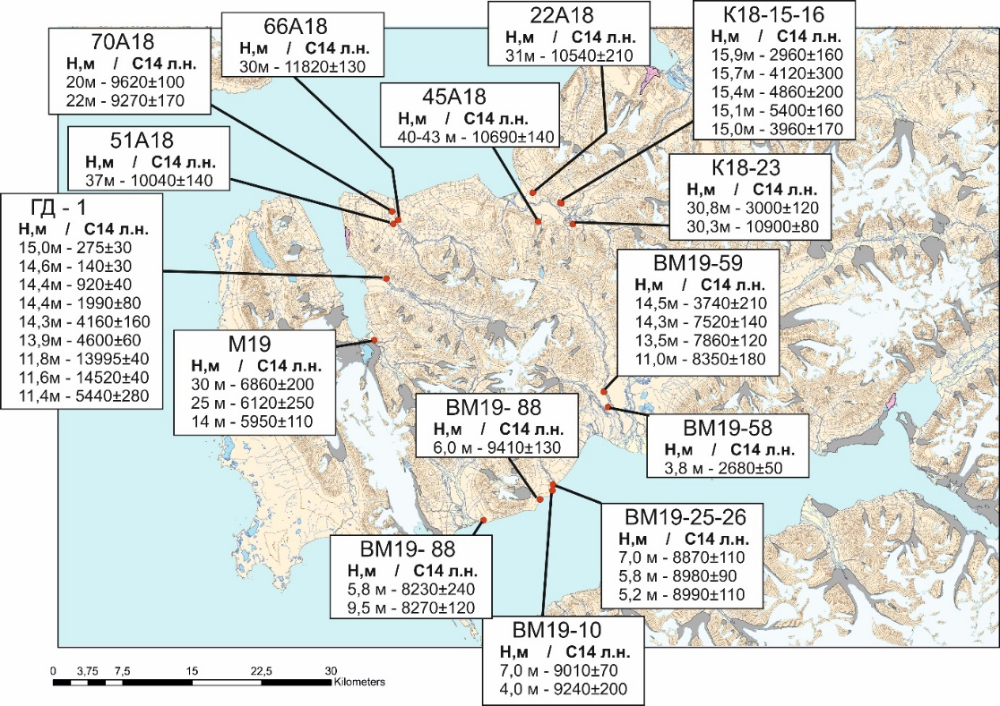 70А18
Н,м / С14 л.н.
20м - 9620±100
22м - 9270±170
66А18
Н,м / С14 л.н.
30м - 11820±130
22А18
Н,м / С14 л.н.
31м - 10540±210
К18-15-16
Н,м / С14 л.н.
15,9м - 2960±160
15,7м - 4120±300
15,4м - 4860±200
15,1м - 5400±160
15,0м - 3960±170
45А18
Н,м / С14 л.н.
40-43 м - 10690±140
51А18
Н,м / С14 л.н.
37м - 10040±140
К18-23
Н,м / С14 л.н.
30,8м - 3000±120
30,3м - 10900±80
ГД - 1
Н,м / С14 л.н.
15,0м - 275±30
14,6м - 140±30
14,4м - 920±40
14,4м - 1990±80
14,3м - 4160±160
13,9м - 4600±60
11,8м - 13995±40
11,6м - 14520±40
11,4м - 5440±280
ВМ19-59
Н,м / С14 л.н.
14,5м - 3740±210
14,3м - 7520±140
13,5м - 7860±120
11,0м - 8350±180
М19
Н,м / С14 л.н.
30 м - 6860±200
25 м - 6120±250
14 м - 5950±110
ВМ19- 88
Н,м / С14 л.н.
6,0 м - 9410±130
ВМ19-58
Н,м / С14 л.н.
3,8 м - 2680±50
ВМ19-25-26
Н,м / С14 л.н.
7,0 м - 8870±110
5,8 м - 8980±90
5,2 м - 8990±110
ВМ19- 88
Н,м / С14 л.н.
5,8 м - 8230±240
9,5 м - 8270±120
ВМ19-10
Н,м / С14 л.н.
7,0 м - 9010±70
4,0 м - 9240±200
0 3,75 7,5 15 22,5 30
Kilometers